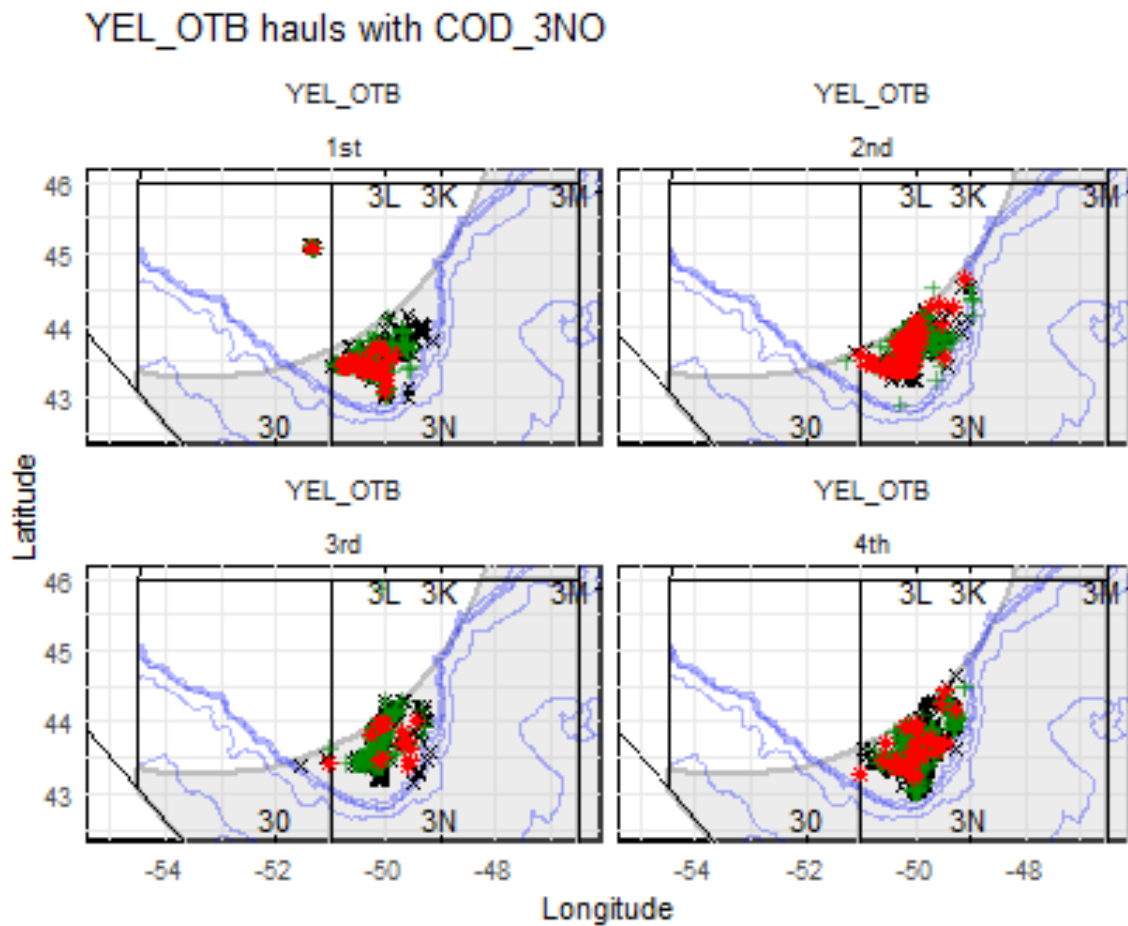 YEL_OTB hauls with COD_3NO
YEL_OTB YEL_OTB
1st 2nd
46 3L 3K 3M 3L 3K 3M
45
44
43
30 3N 30 3N
YEL_OTB YEL_OTB
3rd 4th
46 3L 3K 3M 3L 3K 3M
45
44
43
30 3N 30 3N
-54 -52 -50 -48 -54 -52 -50 -48
Latitude
Longitude